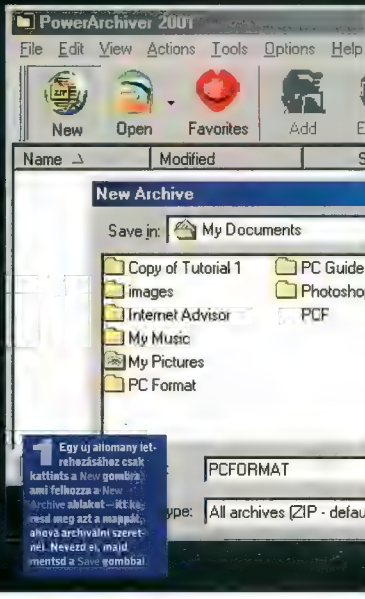 PowerArchiver 2001
File Edit View Actions Tools Options Help
New Open Favorites Add E
Name Modified S
New Archive
Save in: My Documents
Copy of Tutorial 1 PC Guide
images Photosho
Internet Advisor PCF
My Music
My Pictures
PC Format
1 Egy új állomány lét-
rehozásához csak
kattints a New gombra
ami felhozza a New
Archive ablakot – itt ke-
resd meg azt a mappát,
ahová archiválni szeret-
nél. Nevezd el, majd
mentsd a Save gombbal
PCFORMAT
ype: All archives (ZIP - defau